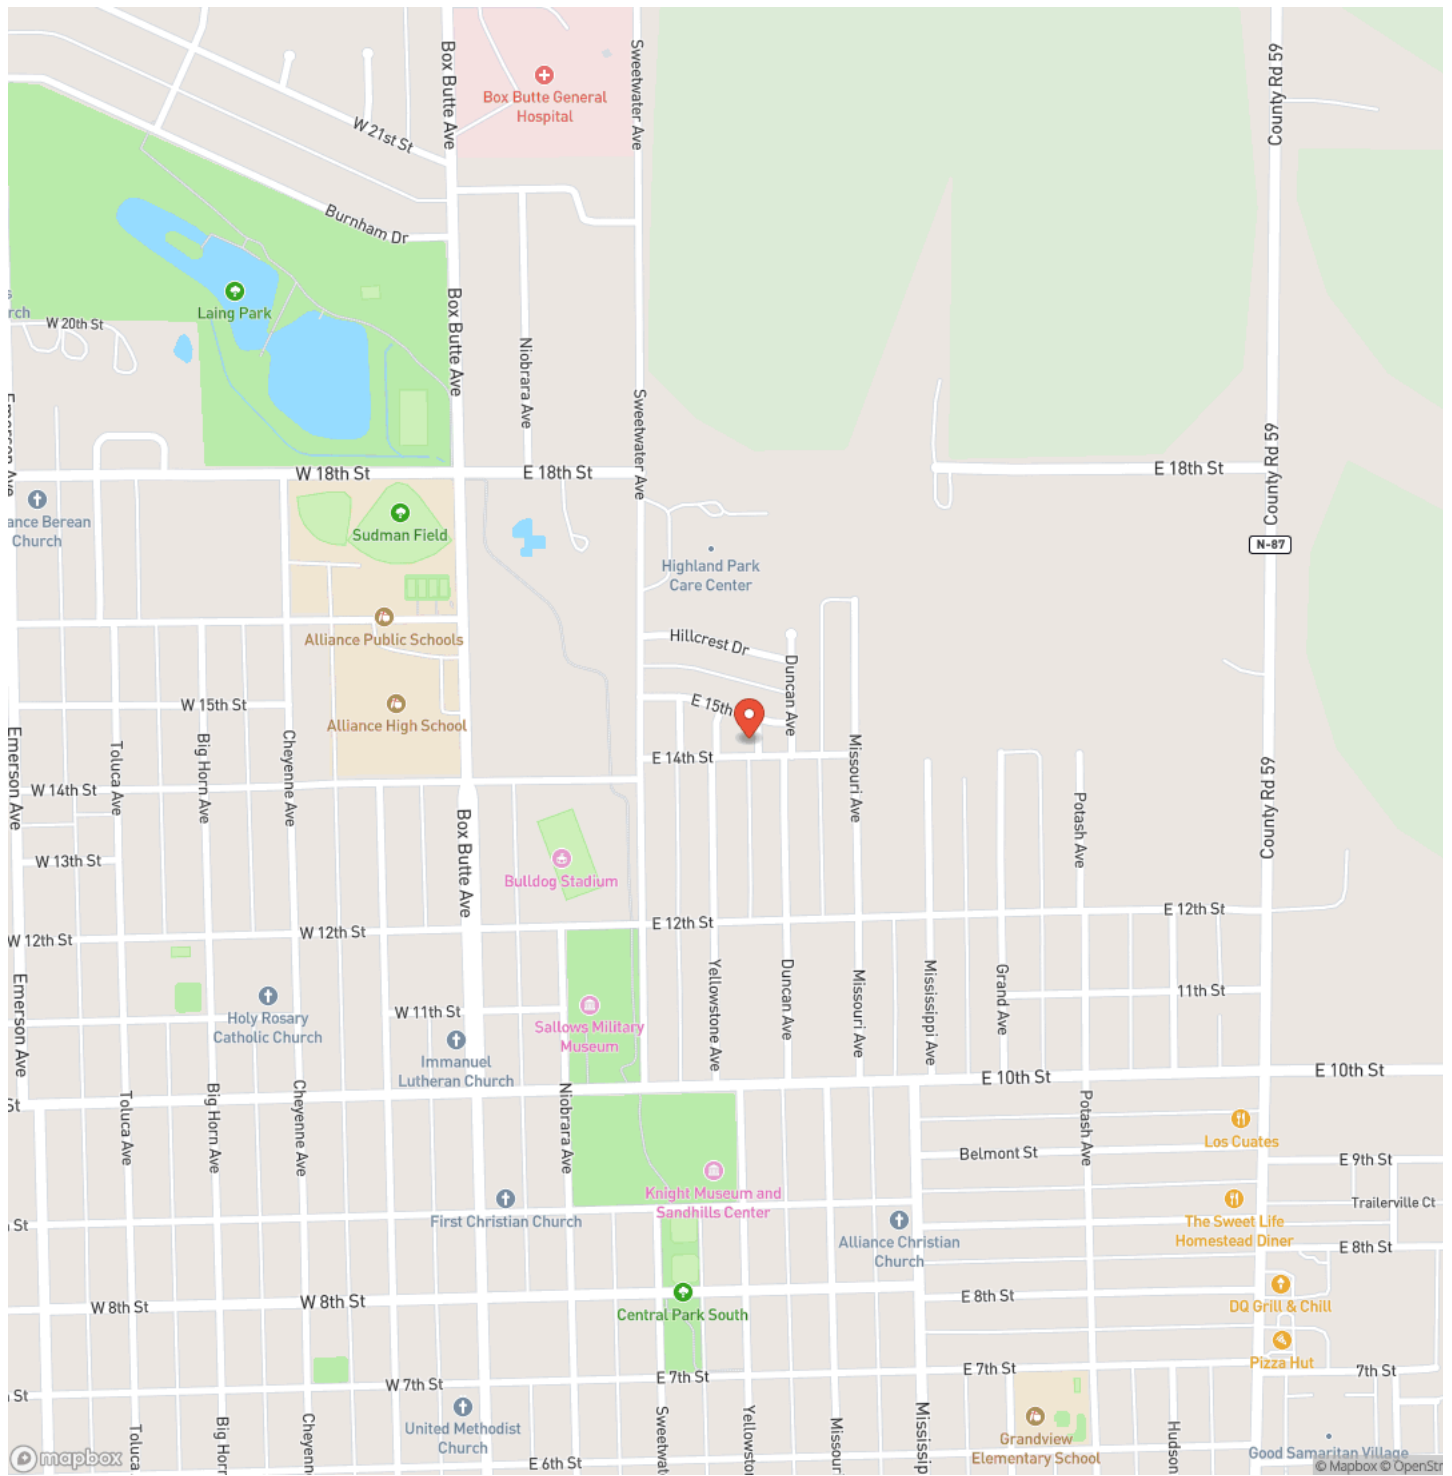 Box Butte General
Hospital
Box Butte Ave
Sweetwater Ave
County Rd 59
W 21st St
Burnham Dr
Laing Park
W 20th St
Box Butte Ave
Niobrara Ave
Sweetwater Ave
County Rd 59
Emerson Ave
W 18th St
E 18th St
E 18th St
N-87
Sudman Field
Church
Highland Park
Care Center
Alliance Public Schools
Hillcrest Dr
Duncan Ave
W 15th St
E 15th
Alliance High School
E 14th St
Missouri Ave
Emerson Ave
Toluca Ave
Big Horn Ave
Cheyenne Ave
W 14th St
Box Butte Ave
Potash Ave
County Rd 59
W 13th St
Bulldog Stadium
W 12th St
W 12th St
E 12th St
E 12th St
Emerson Ave
Holy Rosary
Catholic Church
W 11th St
11th St
Sallows Military
Museum
Immanuel
Lutheran Church
Yellowstone Ave
Duncan Ave
Missouri Ave
Mississippi Ave
Grand Ave
E 10th St
E 10th St
St
Toluca Ave
Big Horn Ave
Cheyenne Ave
Niobrara Ave
Potash Ave
Los Cuates
Belmont St
E 9th St
Knight Museum and
Sandhills Center
First Christian Church
Alliance Christian
Church
The Sweet Life
Homestead Diner
Trailerville Ct
St
E 8th St
W 8th St
W 8th St
E 8th St
Central Park South
DQ Grill & Chill
Pizza Hut
W 7th St
E 7th St
E 7th St
7th St
St
United Methodist
Church
Grandview
Elementary School
Good Samaritan Village
Toluca
Big Horn
Cheyenne
E 6th St
Hudson
mapbox
© Mapbox © OpenStr